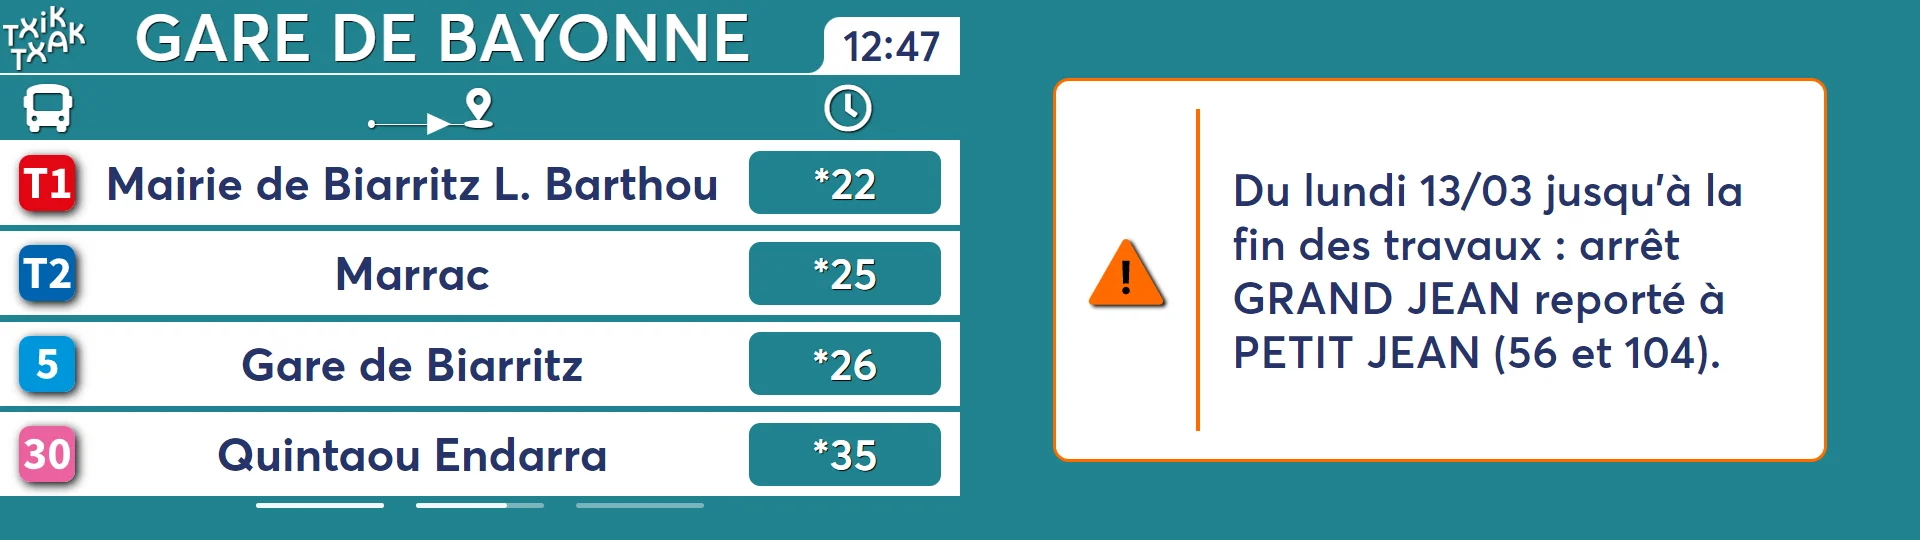 TXIK
TXAK
GARE DE BAYONNE
12:47
T1 Mairie de Biarritz L. Barthou *22
T2 Marrac *25
5 Gare de Biarritz *26
30 Quintaou Endarra *35
Du lundi 13/03 jusqu'à la
fin des travaux : arrêt
GRAND JEAN reporté à
PETIT JEAN (56 et 104).